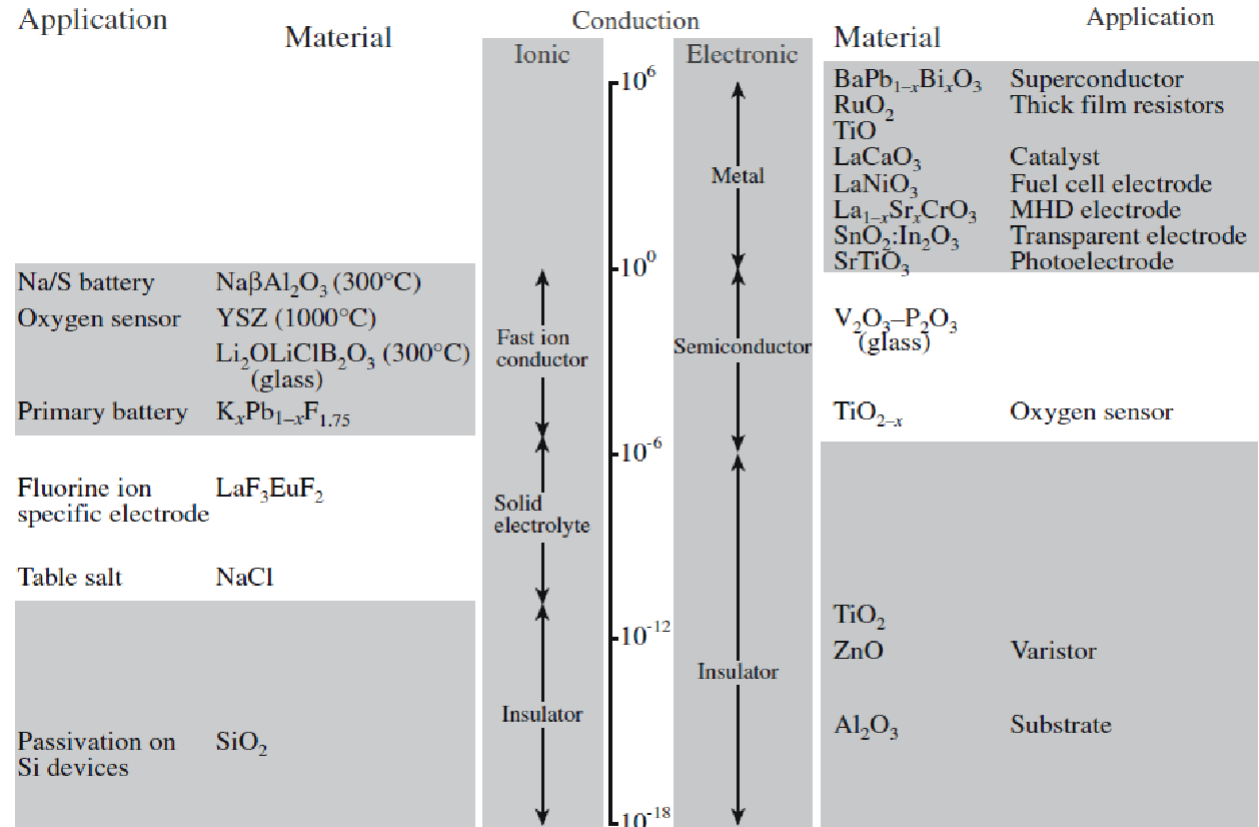 Application
Material
Conduction
Ionic
Electronic
Material
Application
Na/S battery NaβAl₂O₃ (300°C)
Oxygen sensor YSZ (1000°C)
Li₂OLiClB₂O₃ (300°C)
(glass)
Primary battery KₓPb₁₋ₓF₁.₇₅
Fluorine ion LaF₃EuF₂
specific electrode
Table salt NaCl
Passivation on SiO₂
Si devices
Fast ion
conductor
Solid
electrolyte
Insulator
10⁶
10⁰
10⁻⁶
10⁻¹²
10⁻¹⁸
Metal
Semiconductor
Insulator
BaPb₁₋ₓBiₓO₃ Superconductor
RuO₂ Thick film resistors
TiO
LaCaO₃ Catalyst
LaNiO₃ Fuel cell electrode
La₁₋ₓSrₓCrO₃ MHD electrode
SnO₂:In₂O₃ Transparent electrode
SrTiO₃ Photoelectrode
V₂O₃–P₂O₃
(glass)
TiO₂₋ₓ Oxygen sensor
TiO₂
ZnO Varistor
Al₂O₃ Substrate